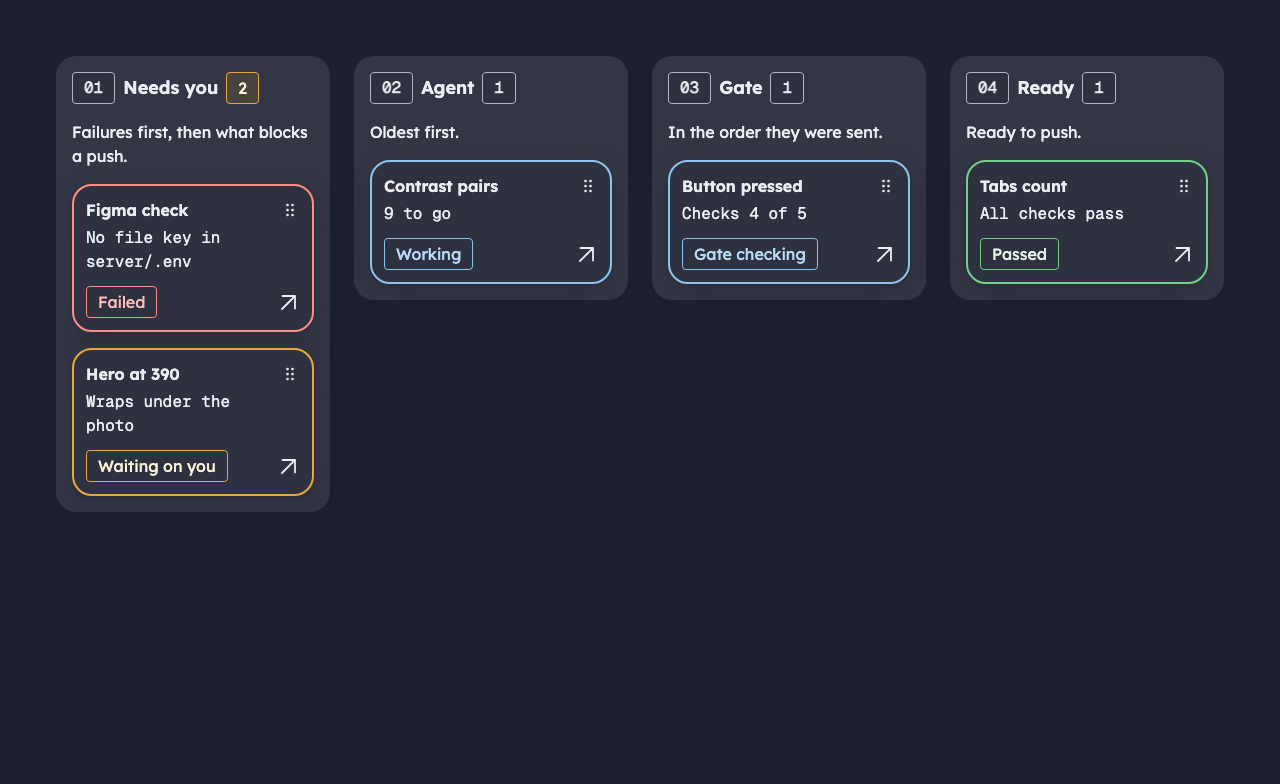 01 Needs you 2
Failures first, then what blocks
a push.
Figma check
No file key in
server/.env
Failed
Hero at 390
Wraps under the
photo
Waiting on you
02 Agent 1
Oldest first.
Contrast pairs
9 to go
Working
03 Gate 1
In the order they were sent.
Button pressed
Checks 4 of 5
Gate checking
04 Ready 1
Ready to push.
Tabs count
All checks pass
Passed